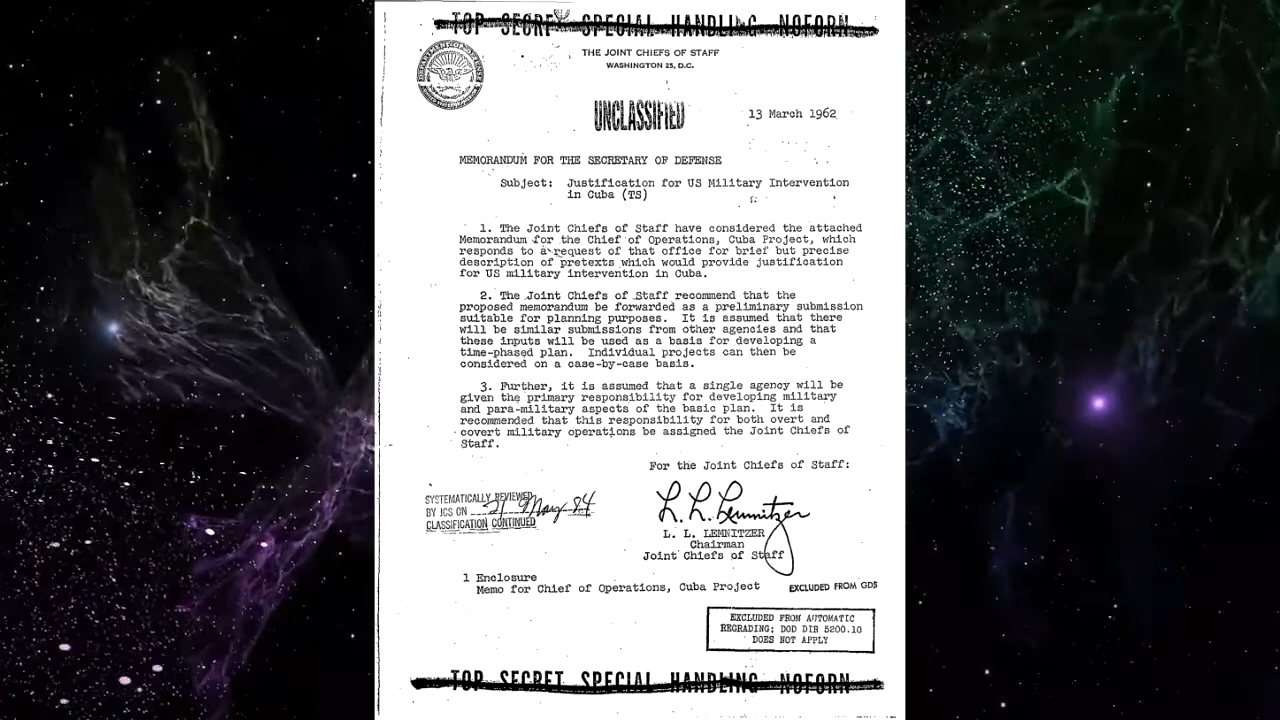 TOP SECRET SPECIAL HANDLING NOFORN
THE JOINT CHIEFS OF STAFF
WASHINGTON 25, D.C.
UNCLASSIFIED
13 March 1962
MEMORANDUM FOR THE SECRETARY OF DEFENSE
Subject: Justification for US Military Intervention
in Cuba (TS)
1. The Joint Chiefs of Staff have considered the attached
Memorandum for the Chief of Operations, Cuba Project, which
responds to a request of that office for brief but precise
description of pretexts which would provide justification
for US military intervention in Cuba.
2. The Joint Chiefs of Staff recommend that the
proposed memorandum be forwarded as a preliminary submission
suitable for planning purposes. It is assumed that there
will be similar submissions from other agencies and that
these inputs will be used as a basis for developing a
time-phased plan. Individual projects can then be
considered on a case-by-case basis.
3. Further, it is assumed that a single agency will be
given the primary responsibility for developing military
and para-military aspects of the basic plan. It is
recommended that this responsibility for both overt and
covert military operations be assigned the Joint Chiefs of
Staff.
For the Joint Chiefs of Staff:
SYSTEMATICALLY REVIEWED
BY JCS ON 21 May 84
CLASSIFICATION CONTINUED
L. L. Lemnitzer
L. L. LEMNITZER
Chairman
Joint Chiefs of Staff
1 Enclosure
Memo for Chief of Operations, Cuba Project
EXCLUDED FROM GDS
EXCLUDED FROM AUTOMATIC
REGRADING; DOD DIR 5200.10
DOES NOT APPLY
TOP SECRET SPECIAL HANDLING NOFORN